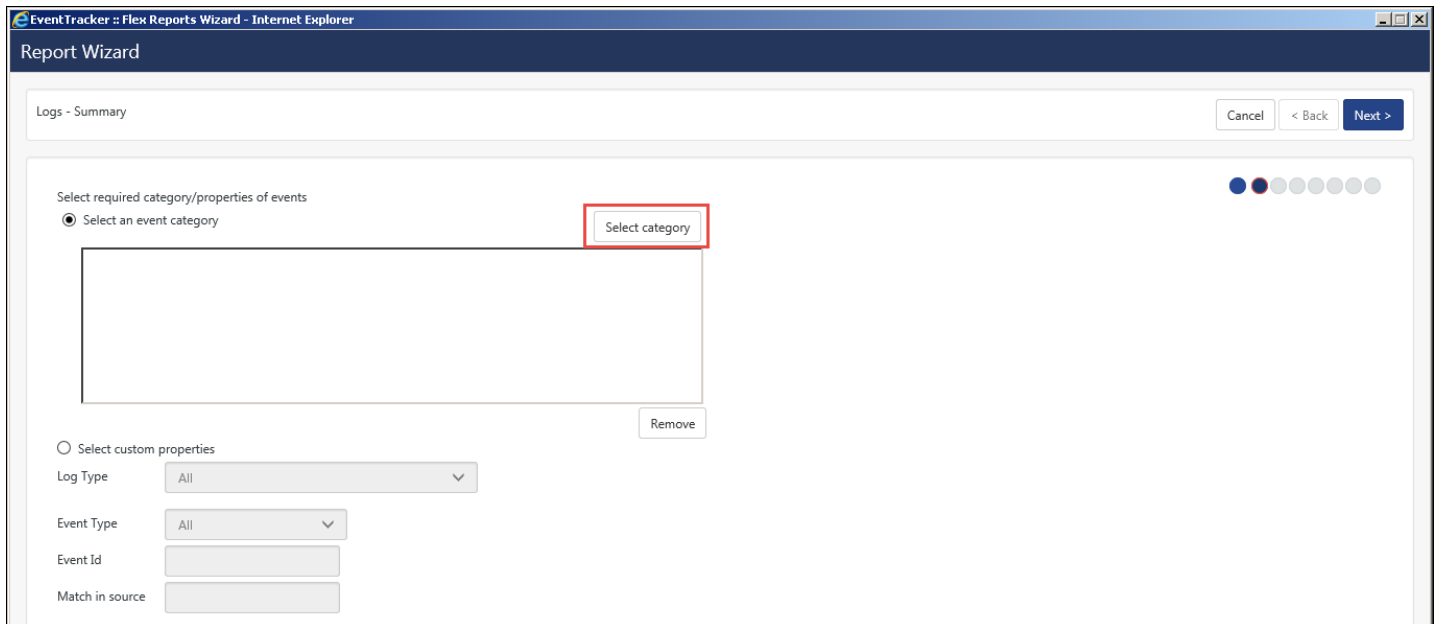 EventTracker :: Flex Reports Wizard - Internet Explorer
Report Wizard
Logs - Summary
Cancel
< Back
Next >
Select required category/properties of events
Select an event category
Select category
Remove
Select custom properties
Log Type
All
Event Type
All
Event Id
Match in source